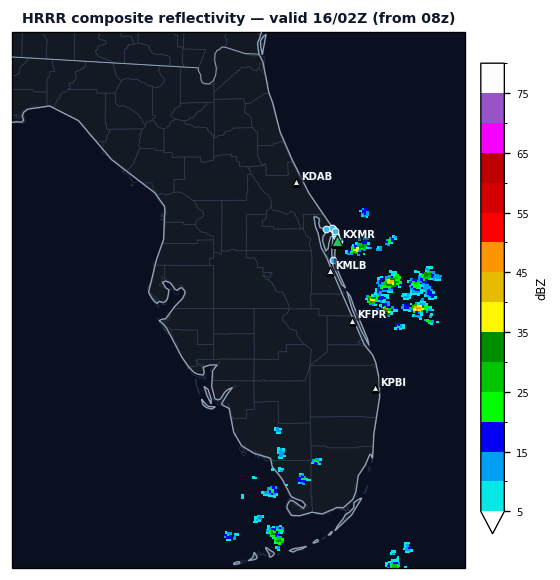 HRRR composite reflectivity — valid 16/02Z (from 08z)
KDAB
KXMR
KMLB
KFPR
KPBI
75
65
55
45
35
25
15
5
dBZ